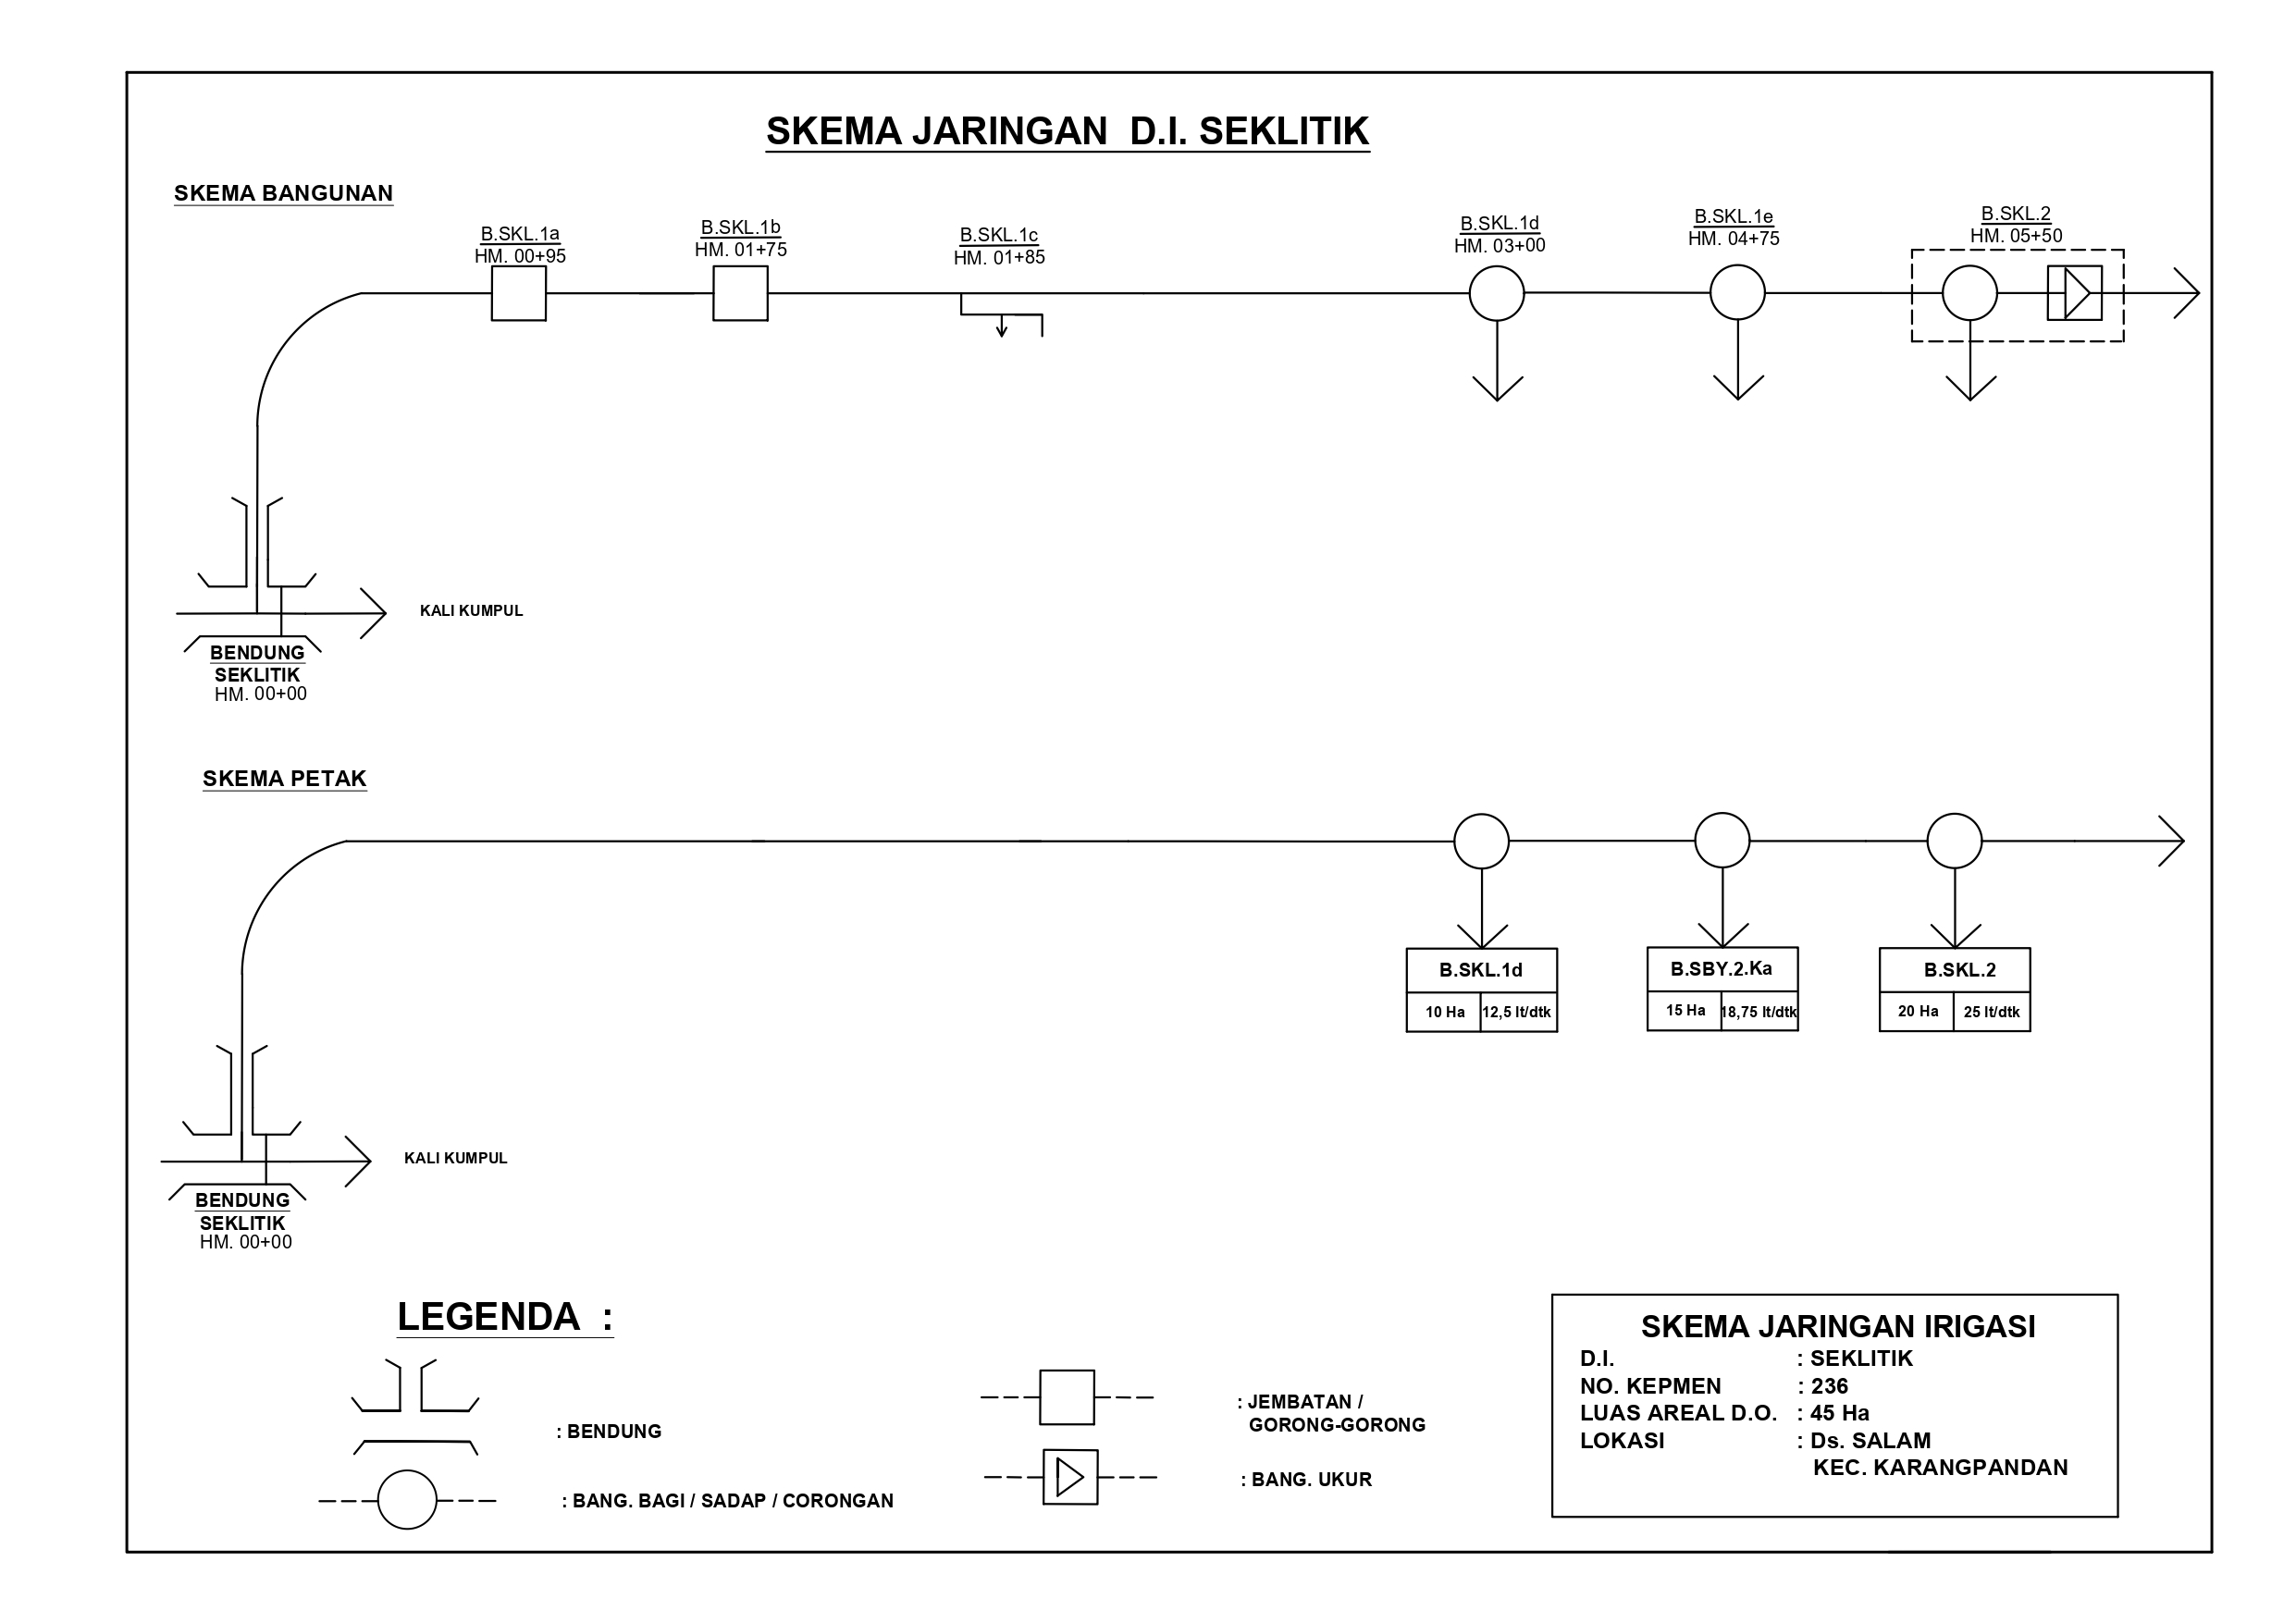 SKEMA JARINGAN D.I. SEKLITIK
SKEMA BANGUNAN
B.SKL.1a
HM. 00+95
B.SKL.1b
HM. 01+75
B.SKL.1c
HM. 01+85
B.SKL.1d
HM. 03+00
B.SKL.1e
HM. 04+75
B.SKL.2
HM. 05+50
KALI KUMPUL
BENDUNG
SEKLITIK
HM. 00+00
SKEMA PETAK
B.SKL.1d
10 Ha 12,5 lt/dtk
B.SBY.2.Ka
15 Ha 18,75 lt/dtk
B.SKL.2
20 Ha 25 lt/dtk
KALI KUMPUL
BENDUNG
SEKLITIK
HM. 00+00
LEGENDA :
: BENDUNG
: BANG. BAGI / SADAP / CORONGAN
: JEMBATAN /
GORONG-GORONG
: BANG. UKUR
SKEMA JARINGAN IRIGASI
D.I. : SEKLITIK
NO. KEPMEN : 236
LUAS AREAL D.O. : 45 Ha
LOKASI : Ds. SALAM
KEC. KARANGPANDAN